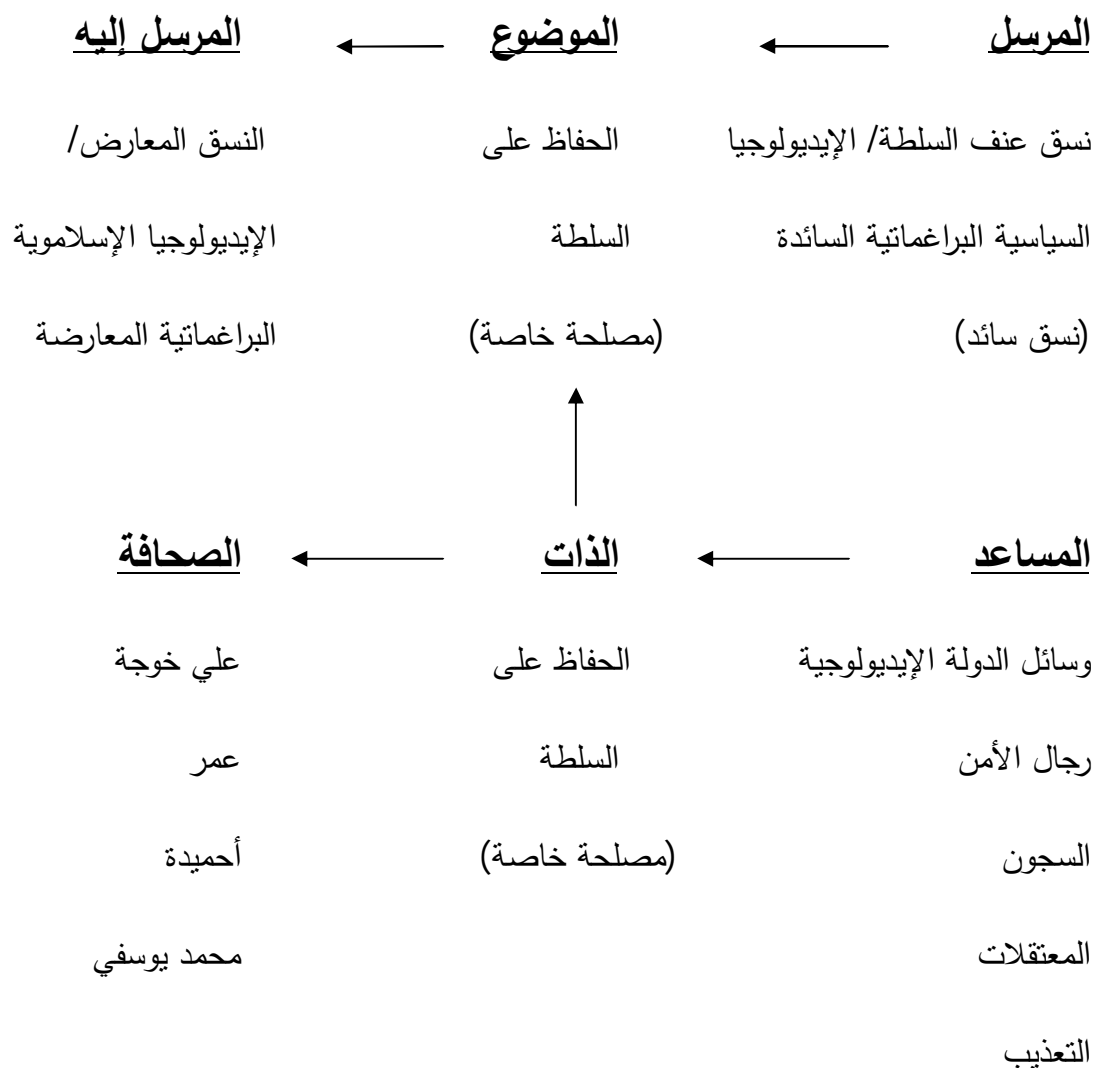 المرسل الموضوع المرسل إليه
نسق عنف السلطة/ الإيديولوجيا الحفاظ على النسق المعارض/
السياسية البراغماتية السائدة السلطة الإيديولوجيا الإسلاموية
(نسق سائد) (مصلحة خاصة) البراغماتية المعارضة
المساعد الذات الصحافة
وسائل الدولة الإيديولوجية الحفاظ على علي خوجة
رجال الأمن السلطة عمر
السجون (مصلحة خاصة) أحميدة
المعتقلات محمد يوسفي
التعذيب